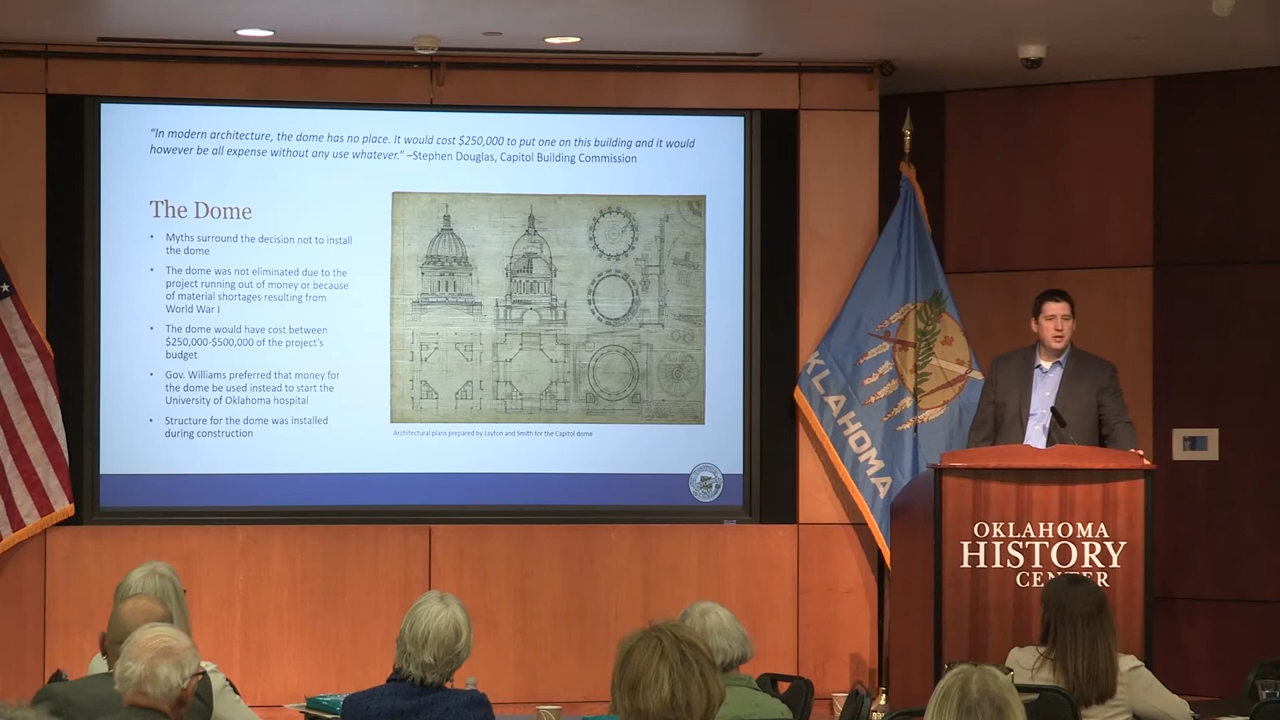 “In modern architecture, the dome has no place. It would cost $250,000 to put one on this building and it would
however be all expense without any use whatever.” –Stephen Douglas, Capitol Building Commission
The Dome
• Myths surround the decision not to install
the dome
• The dome was not eliminated due to the
project running out of money or because
of material shortages resulting from
World War I
• The dome would have cost between
$250,000-$500,000 of the project’s
budget
• Gov. Williams preferred that money for
the dome be used instead to start the
University of Oklahoma hospital
• Structure for the dome was installed
during construction
Architectural plans prepared by Layton and Smith for the Capitol dome
KLAHOMA
OKLAHOMA
HISTORY
CENTER